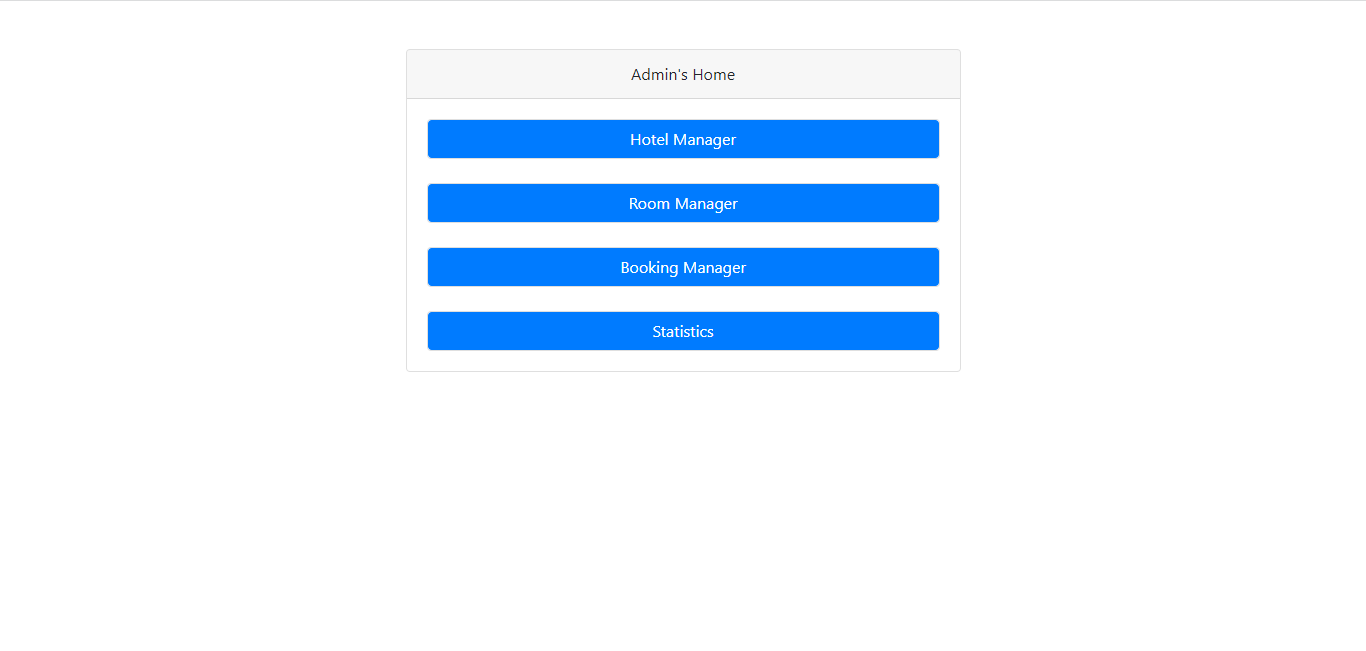 Admin's Home
Hotel Manager
Room Manager
Booking Manager
Statistics